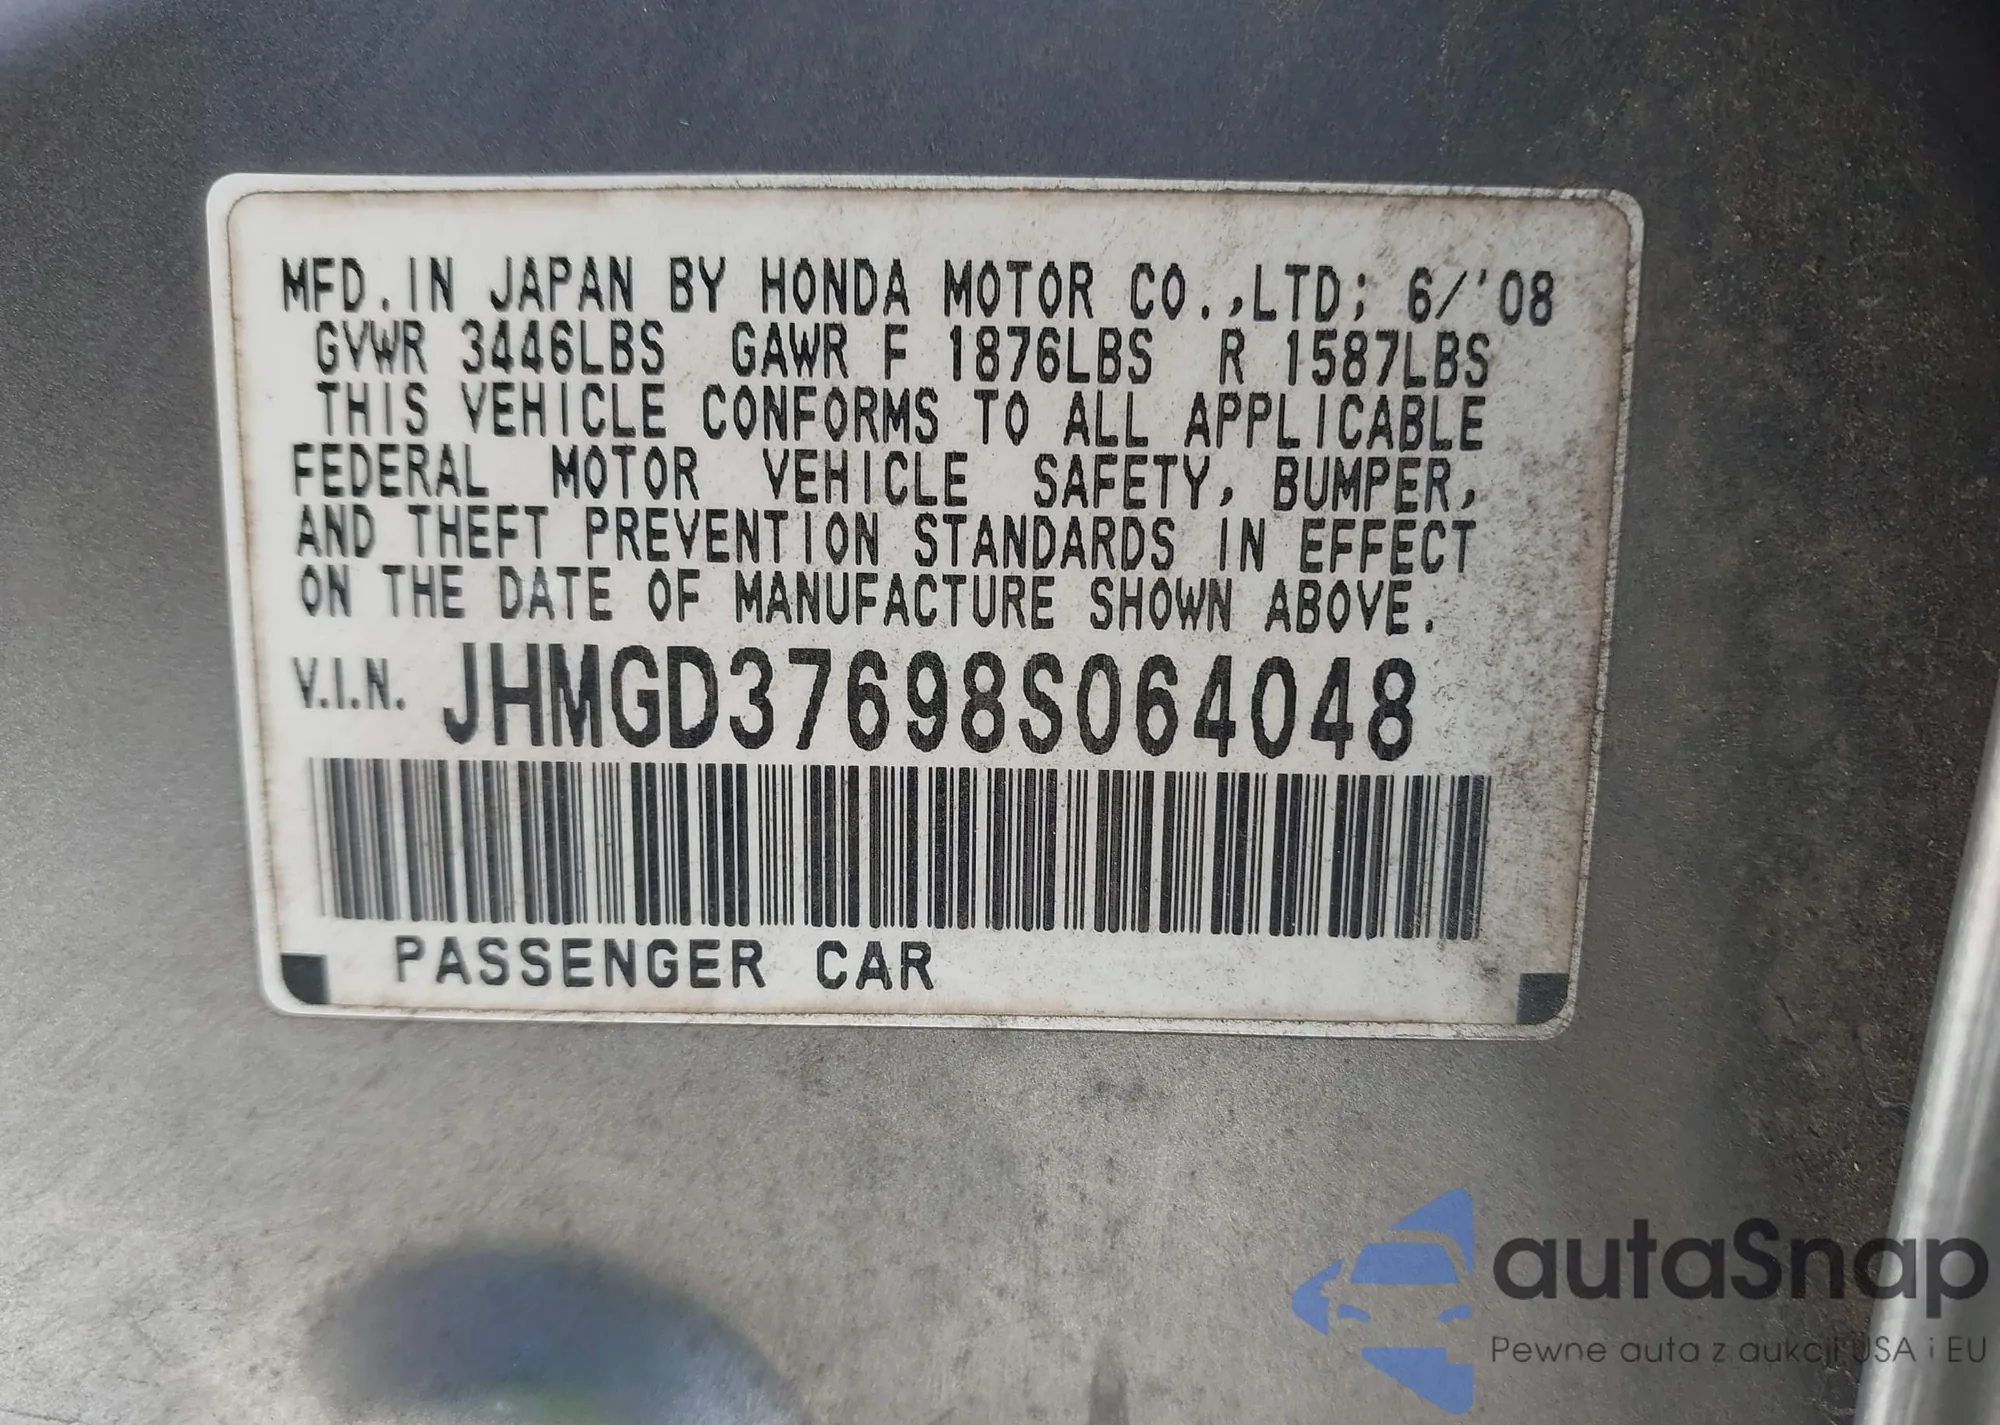 MFD.IN JAPAN BY HONDA MOTOR CO.,LTD; 6/'08
GVWR 3446LBS GAWR F 1876LBS R 1587LBS
THIS VEHICLE CONFORMS TO ALL APPLICABLE
FEDERAL MOTOR VEHICLE SAFETY, BUMPER,
AND THEFT PREVENTION STANDARDS IN EFFECT
ON THE DATE OF MANUFACTURE SHOWN ABOVE.
V.I.N. JHMGD37698S064048
PASSENGER CAR
autaSnap
Pewne auta z aukcji USA i EU